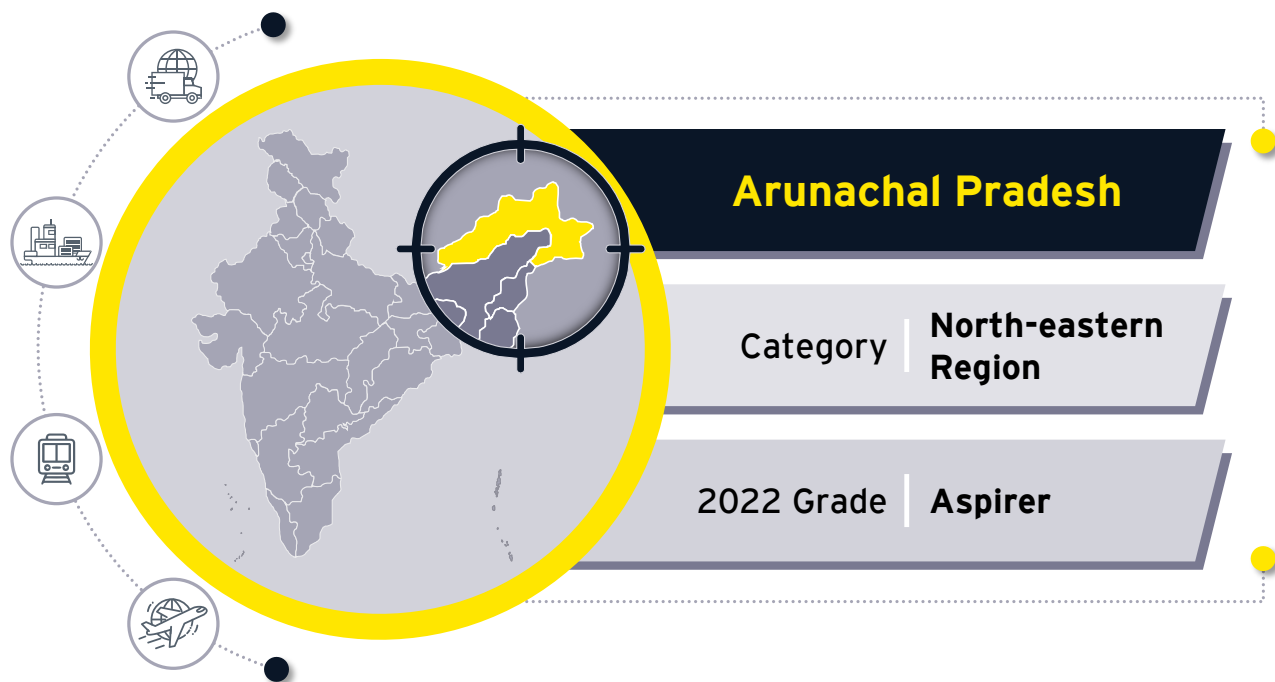 Arunachal Pradesh
Category
North-eastern
Region
2022 Grade
Aspirer